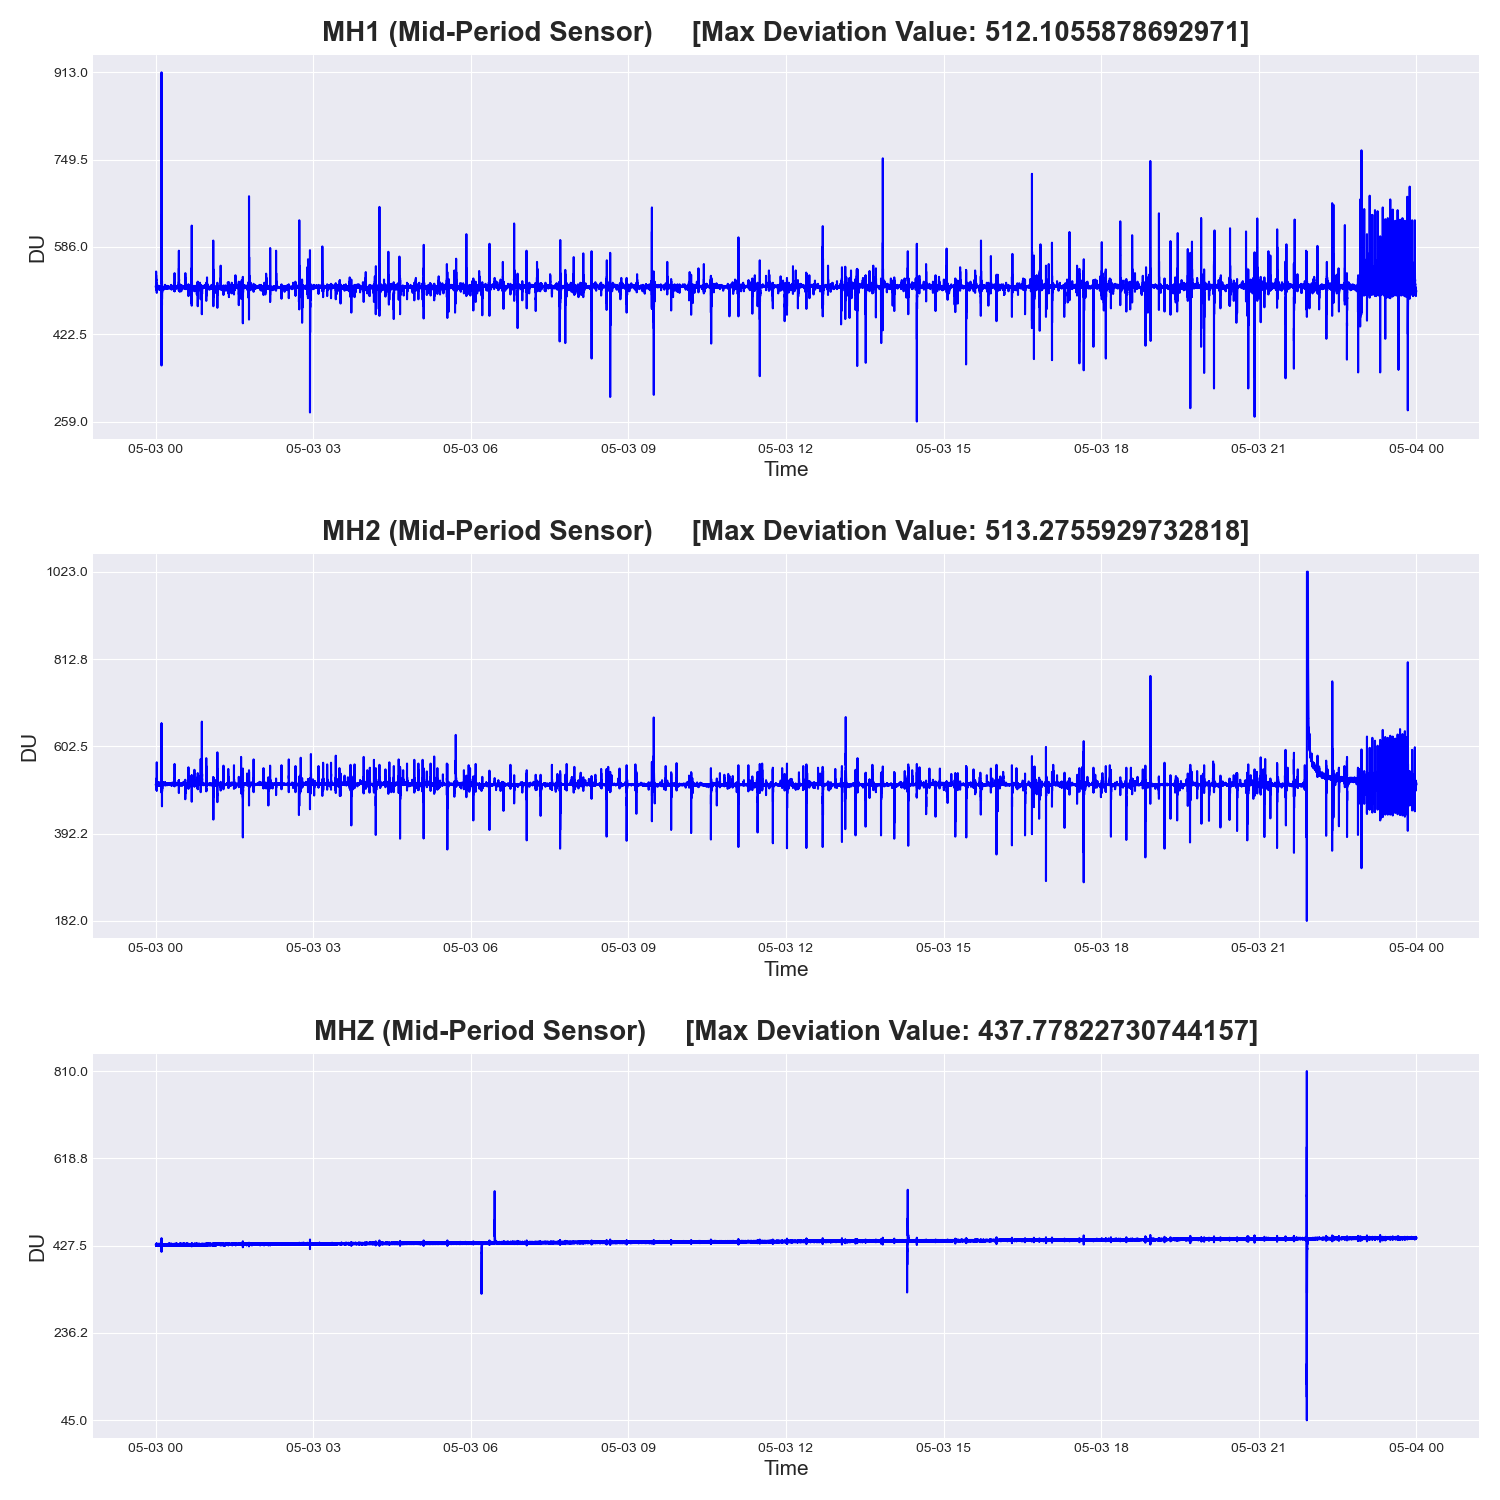 MH1 (Mid-Period Sensor) [Max Deviation Value: 512.1055878692971]
913.0
749.5
586.0
422.5
259.0
DU
05-03 00 05-03 03 05-03 06 05-03 09 05-03 12 05-03 15 05-03 18 05-03 21 05-04 00
Time
MH2 (Mid-Period Sensor) [Max Deviation Value: 513.2755929732818]
1023.0
812.8
602.5
392.2
182.0
DU
05-03 00 05-03 03 05-03 06 05-03 09 05-03 12 05-03 15 05-03 18 05-03 21 05-04 00
Time
MHZ (Mid-Period Sensor) [Max Deviation Value: 437.77822730744157]
810.0
618.8
427.5
236.2
45.0
DU
05-03 00 05-03 03 05-03 06 05-03 09 05-03 12 05-03 15 05-03 18 05-03 21 05-04 00
Time